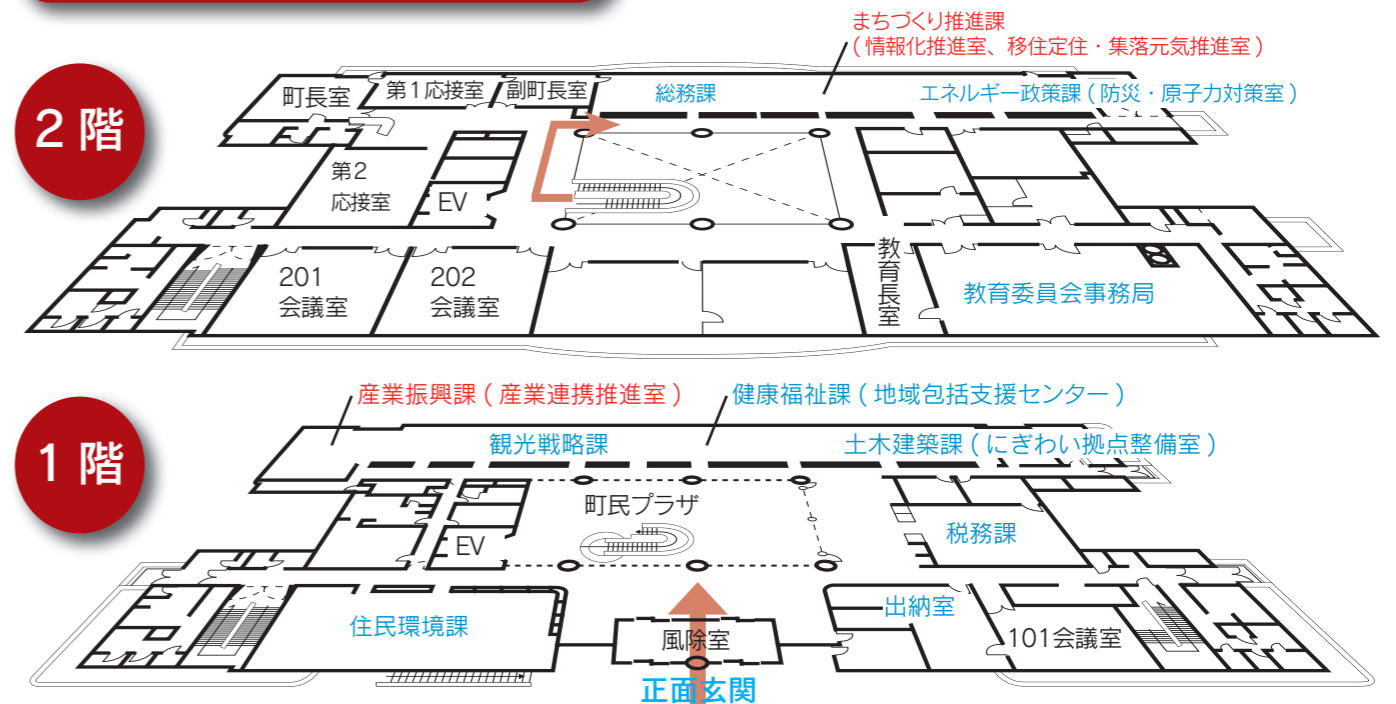 まちづくり推進課
(情報化推進室、移住定住・集落元気推進室)
2階
町長室
第1応接室
副町長室
総務課
エネルギー政策課(防災・原子力対策室)
第2
応接室
EV
201
会議室
202
会議室
教育長室
教育委員会事務局
産業振興課(産業連携推進室)
健康福祉課(地域包括支援センター)
1階
観光戦略課
土木建築課(にぎわい拠点整備室)
町民プラザ
EV
税務課
住民環境課
出納室
風除室
101会議室
正面玄関